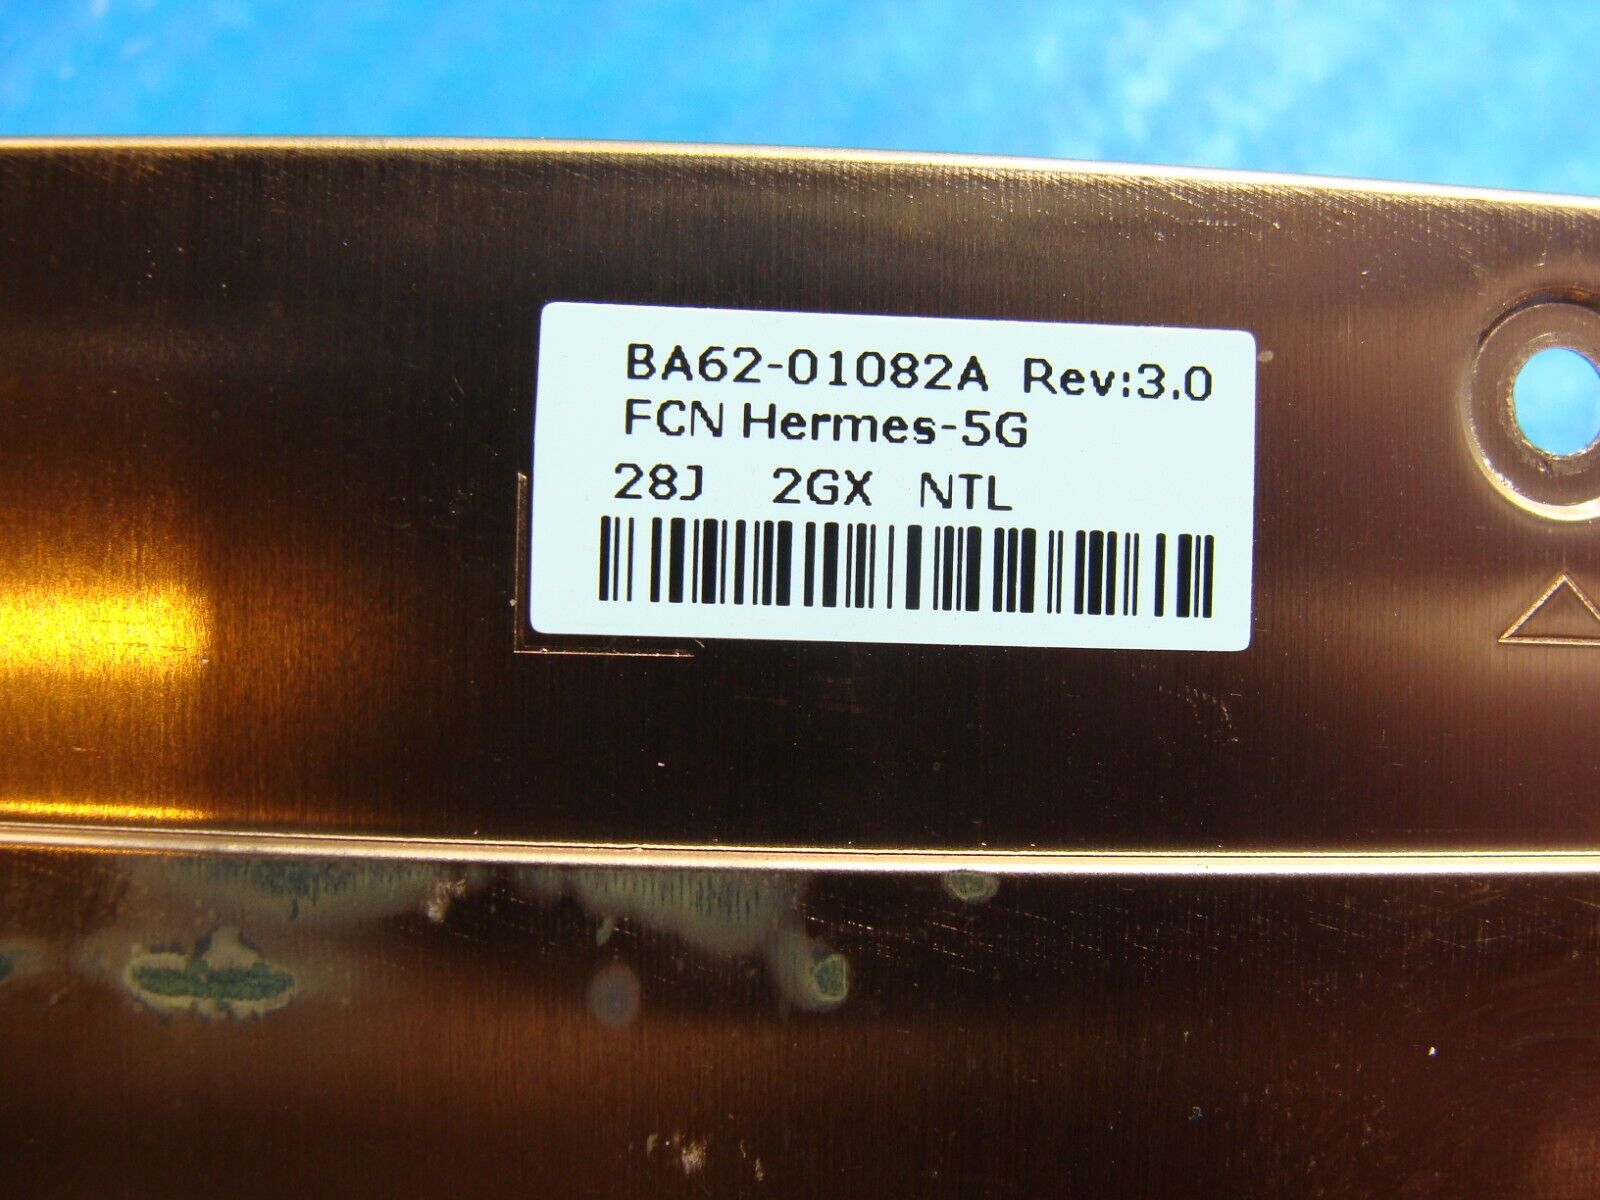 BA62-01082A Rev:3.0
FCN Hermes-5G
28J 2GX NTL